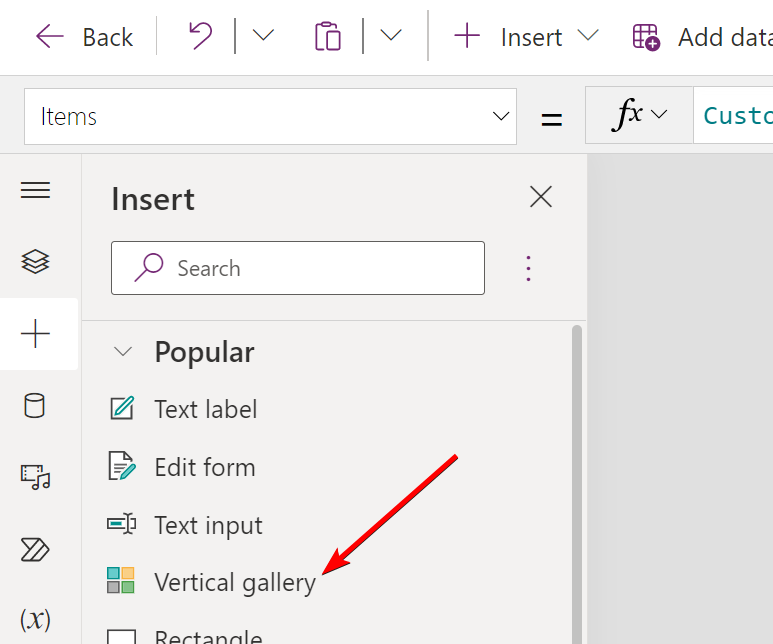 Back
Insert
Add data
Items
=
fx
Custo
Insert
Search
Popular
Text label
Edit form
Text input
Vertical gallery
Rectangle
(x)